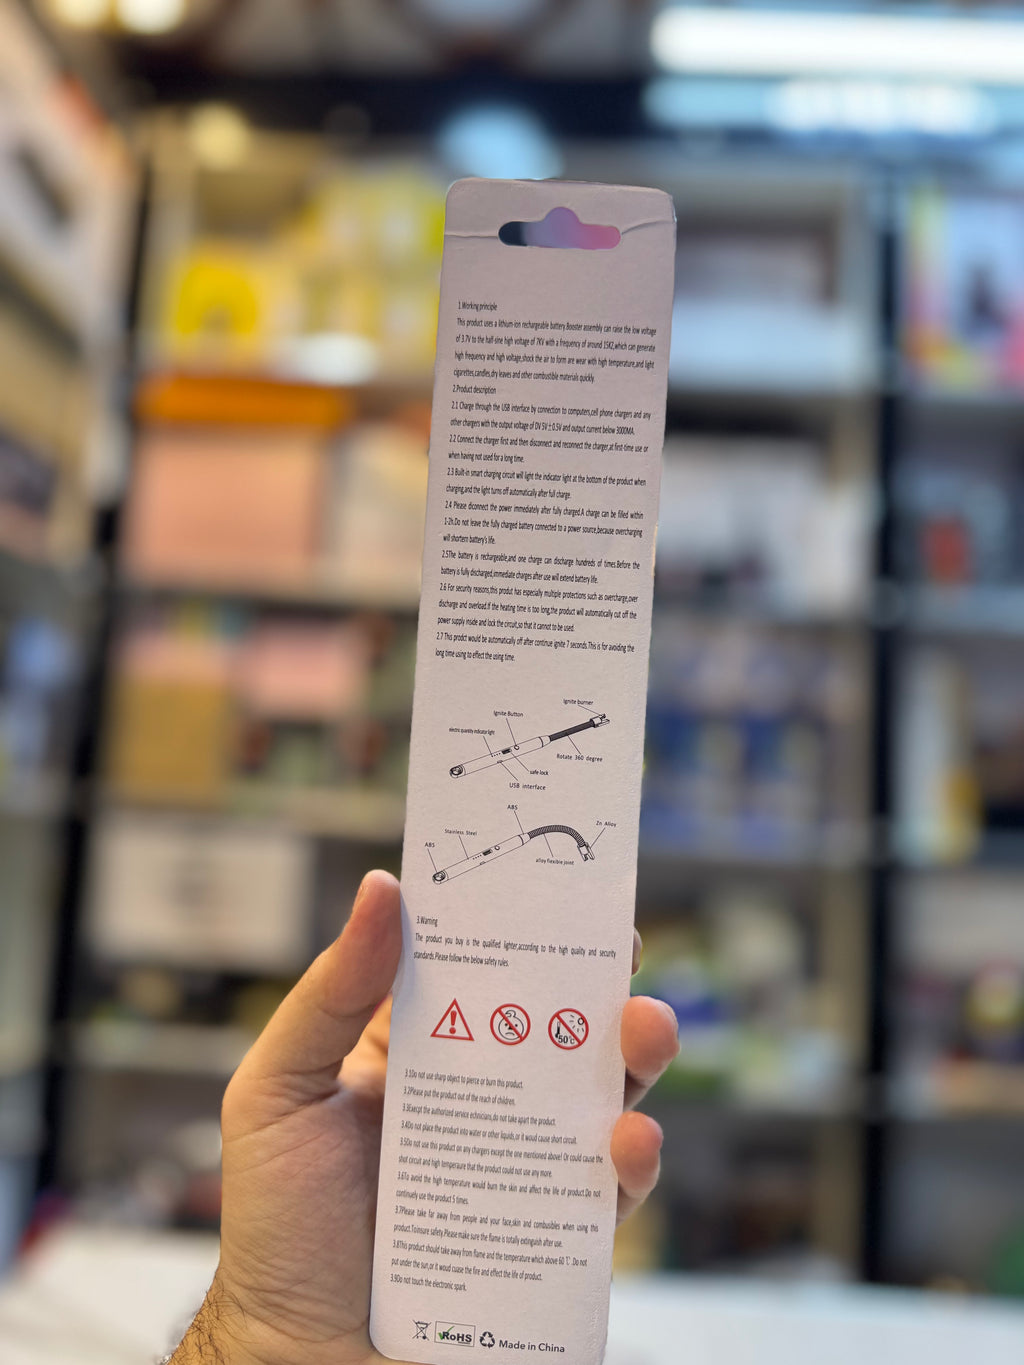 1.Working principle
This product uses a lithium-ion rechargeable battery.Booster assembly can raise the low voltage
of 3.7V to the half-sine high voltage of 7KV with a frequency of around 15K2,which can generate
high frequency and high voltage,shock the air to form are wear with high temperature,and light
cigarettes,candles,dry leaves and other combustible materials quickly.
2.Product description
2.1 Charge through the USB interface by connection to computers,cell phone chargers and any
other chargers with the output voltage of DV 5V±0.5V and output current below 3000MA.
2.2 Connect the charger first and then disconnect and reconnect the charger,at first-time use or
when having not used for a long time.
2.3 Built-in smart charging circuit will light the indicator light at the bottom of the product when
charging,and the light turns off automatically after full charge.
2.4 Please diconnect the power immediately after fully charged.A charge can be filled within
1-2h.Do not leave the fully charged battery connected to a power source,because overcharging
will shortern battery's life.
2.5The battery is rechargeable,and one charge can discharge hundreds of times.Before the
battery is fully discharged,immediate charges after use will extend battery life.
2.6 For security reasons,this produt has especially multiple protections such as overcharge,over
discharge and overload.If the heating time is too long,the product will automatically cut off the
power supply inside and lock the circuit,so that it cannot to be used.
2.7 This prodct would be automatically off after continue ignite 7 seconds.This is for avoiding the
long time using to effect the using time.
Ignite burner
Ignite Button
electric quantity indicator light
Rotate 360 degree
safe lock
USB interface
ABS
Zn Alloy
Stainless Steel
ABS
alloy flexible joint
3.Warning
The product you buy is the qualified lighter,according to the high quality and security
standards.Please follow the below safety rules.
50℃
3.1Do not use sharp object to pierce or burn this product.
3.2Please put the product out of the reach of children.
3.3Execpt the authorized service echnicians,do not take apart the product.
3.4Do not place the product into water or other liquids,or it woud cause short circuit.
3.5Do not use this product on any chargers except the one mentioned above! Or could cause the
shot circuit and high temperaure that the product could not use any more.
3.6To avoid the high temperature would burn the skin and affect the life of product.Do not
continuely use the product 5 times.
3.7Please take far away from people and your face,skin and combusibles when using this
product.To insure safety.Please make sure the flame is totally extinguish after use.
3.8This product should take away from flame and the temperature which above 60℃.Do not
put under the sun,or it woud cuase the fire and effect the life of product.
3.9Do not touch the electronic spark.
RoHS
Made in China